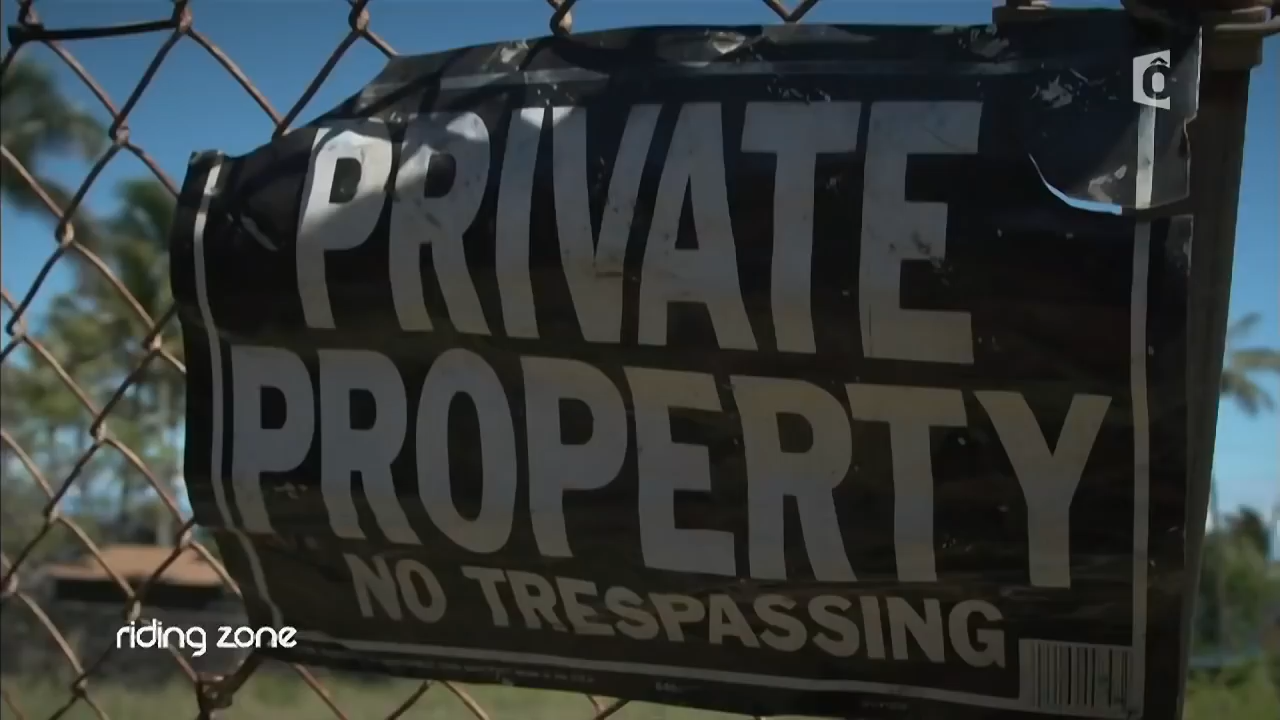 Ô
PRIVATE
PROPERTY
NO TRESPASSING
riding zone